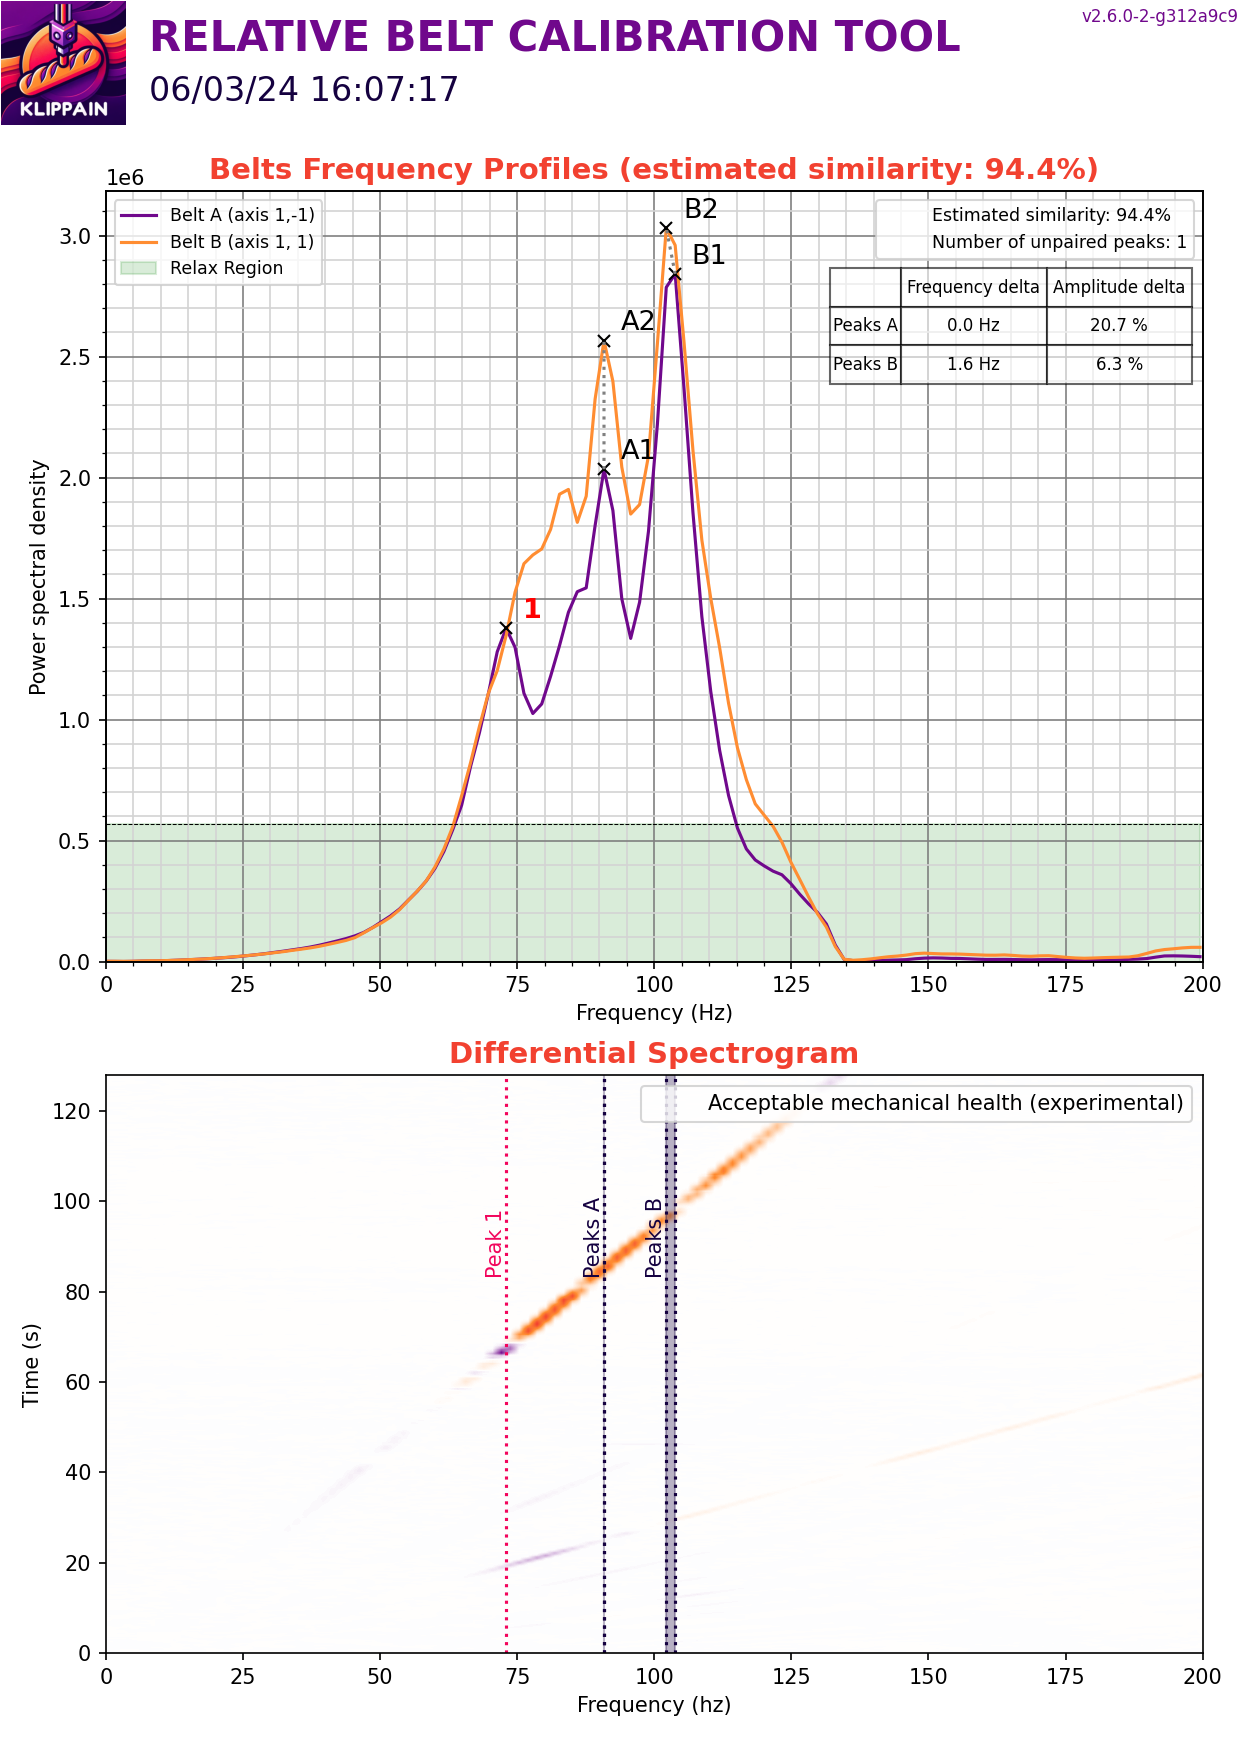 KLIPPAIN
RELATIVE BELT CALIBRATION TOOL
v2.6.0-2-g312a9c9
06/03/24 16:07:17
Belts Frequency Profiles (estimated similarity: 94.4%)
1e6
Belt A (axis 1,-1)
Belt B (axis 1, 1)
Relax Region
Estimated similarity: 94.4%
Number of unpaired peaks: 1
Frequency delta Amplitude delta
Peaks A 0.0 Hz 20.7 %
Peaks B 1.6 Hz 6.3 %
B2
B1
A2
A1
1
Power spectral density
3.0
2.5
2.0
1.5
1.0
0.5
0.0
0 25 50 75 100 125 150 175 200
Frequency (Hz)
Differential Spectrogram
Acceptable mechanical health (experimental)
Peak 1
Peaks A
Peaks B
Time (s)
120
100
80
60
40
20
0
0 25 50 75 100 125 150 175 200
Frequency (hz)